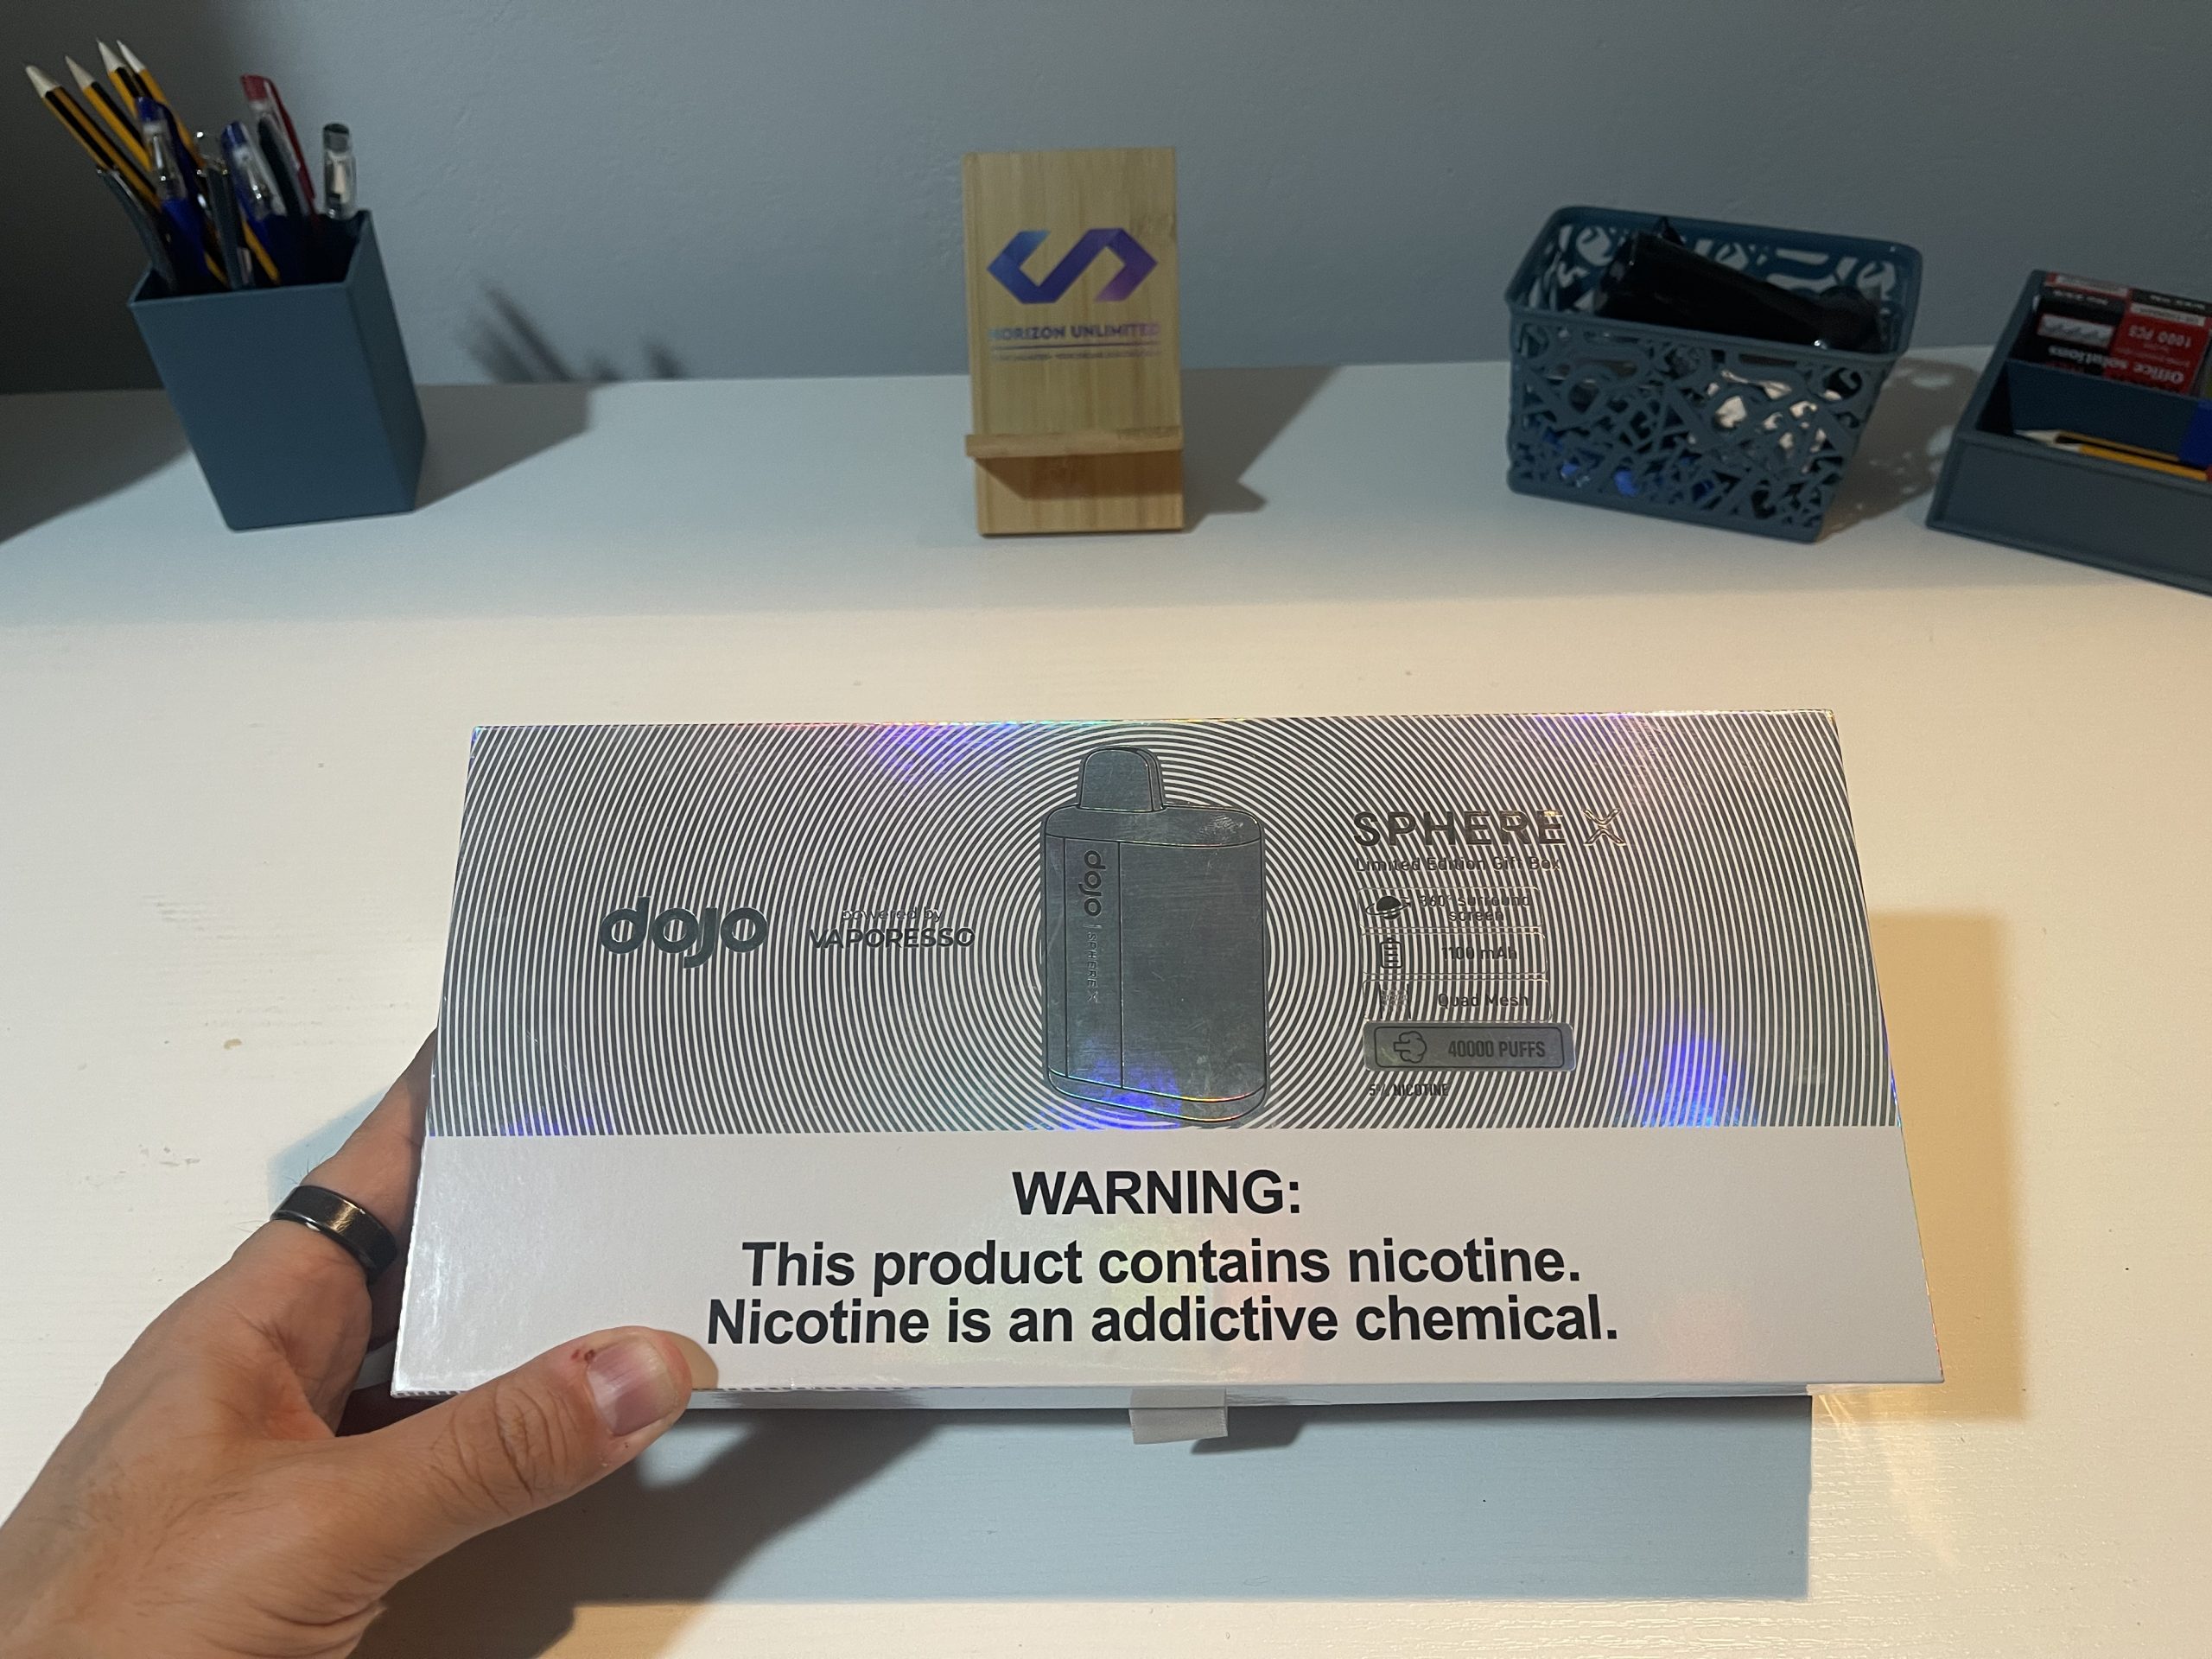 HORIZON UNLIMITED
Office solutions
1000 PCS
dojo
powered by
VAPORESSO
dojo | SPHERE X
SPHERE X
Limited Edition Gift Box
360° surround
screen
1100 mAh
Quad Mesh
40000 PUFFS
5% NICOTINE
WARNING:
This product contains nicotine.
Nicotine is an addictive chemical.